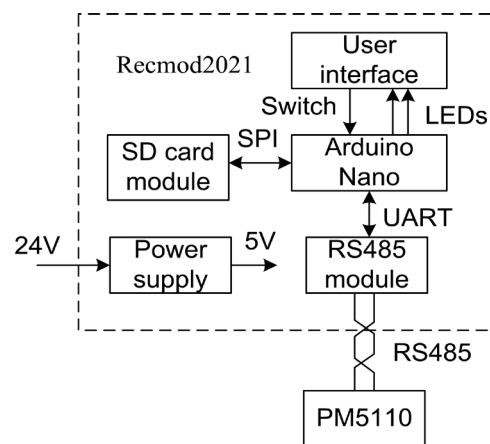 User
interface
Recmod2021
Switch
LEDs
SPI
SD card
module
Arduino
Nano
UART
24V
Power
supply
5V
RS485
module
RS485
PM5110